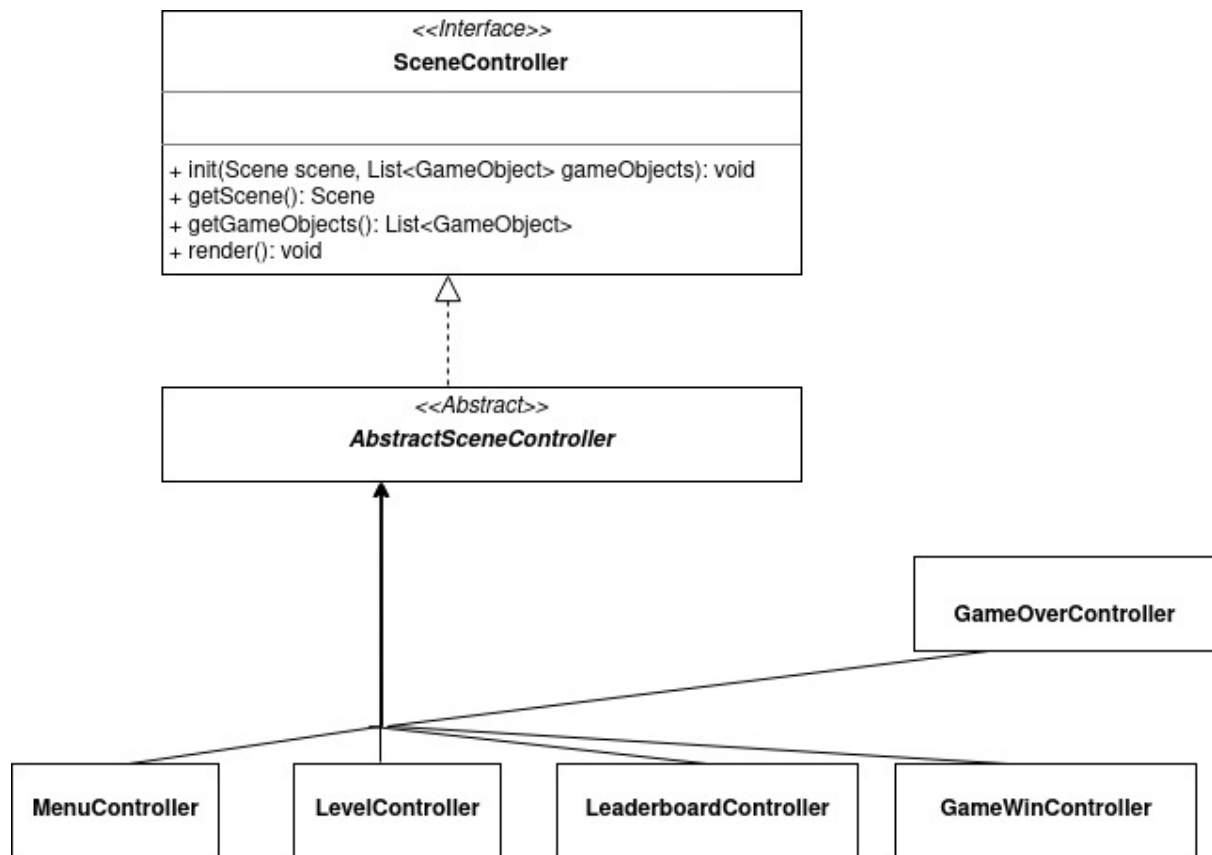 <<Interface>>
SceneController
+ init(Scene scene, List<GameObject> gameObjects): void
+ getScene(): Scene
+ getGameObjects(): List<GameObject>
+ render(): void
<<Abstract>>
AbstractSceneController
GameOverController
MenuController
LevelController
LeaderboardController
GameWinController